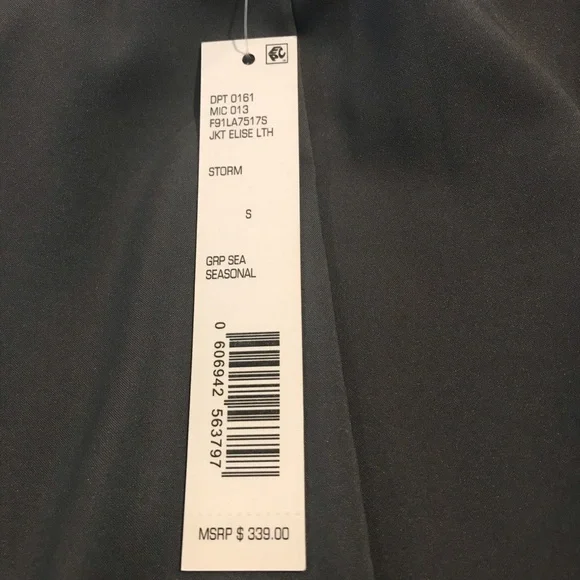 DPT 0161
MIC 013
F91LA7517S
JKT ELISE LTH
STORM
S
GRP SEA
SEASONAL
0 606942 563797
MSRP $ 339.00